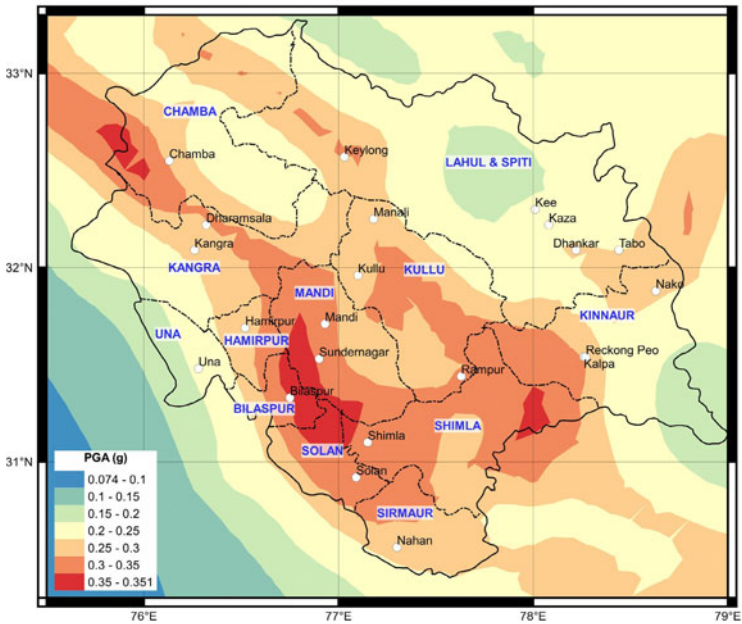 33°N
CHAMBA
Chamba
Keylong
LAHUL & SPITI
Kee
Kaza
Manali
Dharamsala
Kangra
Dhankar
Tabo
32°N
KANGRA
Kullu
KULLU
Nako
MANDI
KINNAUR
UNA
Hamirpur
Mandi
HAMIRPUR
Sundernagar
Reckong Peo
Kalpa
Una
Rampur
Bilaspur
BILASPUR
SHIMLA
Shimla
SOLAN
31°N
Solan
SIRMAUR
Nahan
PGA (g)
0.074 - 0.1
0.1 - 0.15
0.15 - 0.2
0.2 - 0.25
0.25 - 0.3
0.3 - 0.35
0.35 - 0.351
76°E
77°E
78°E
79°E